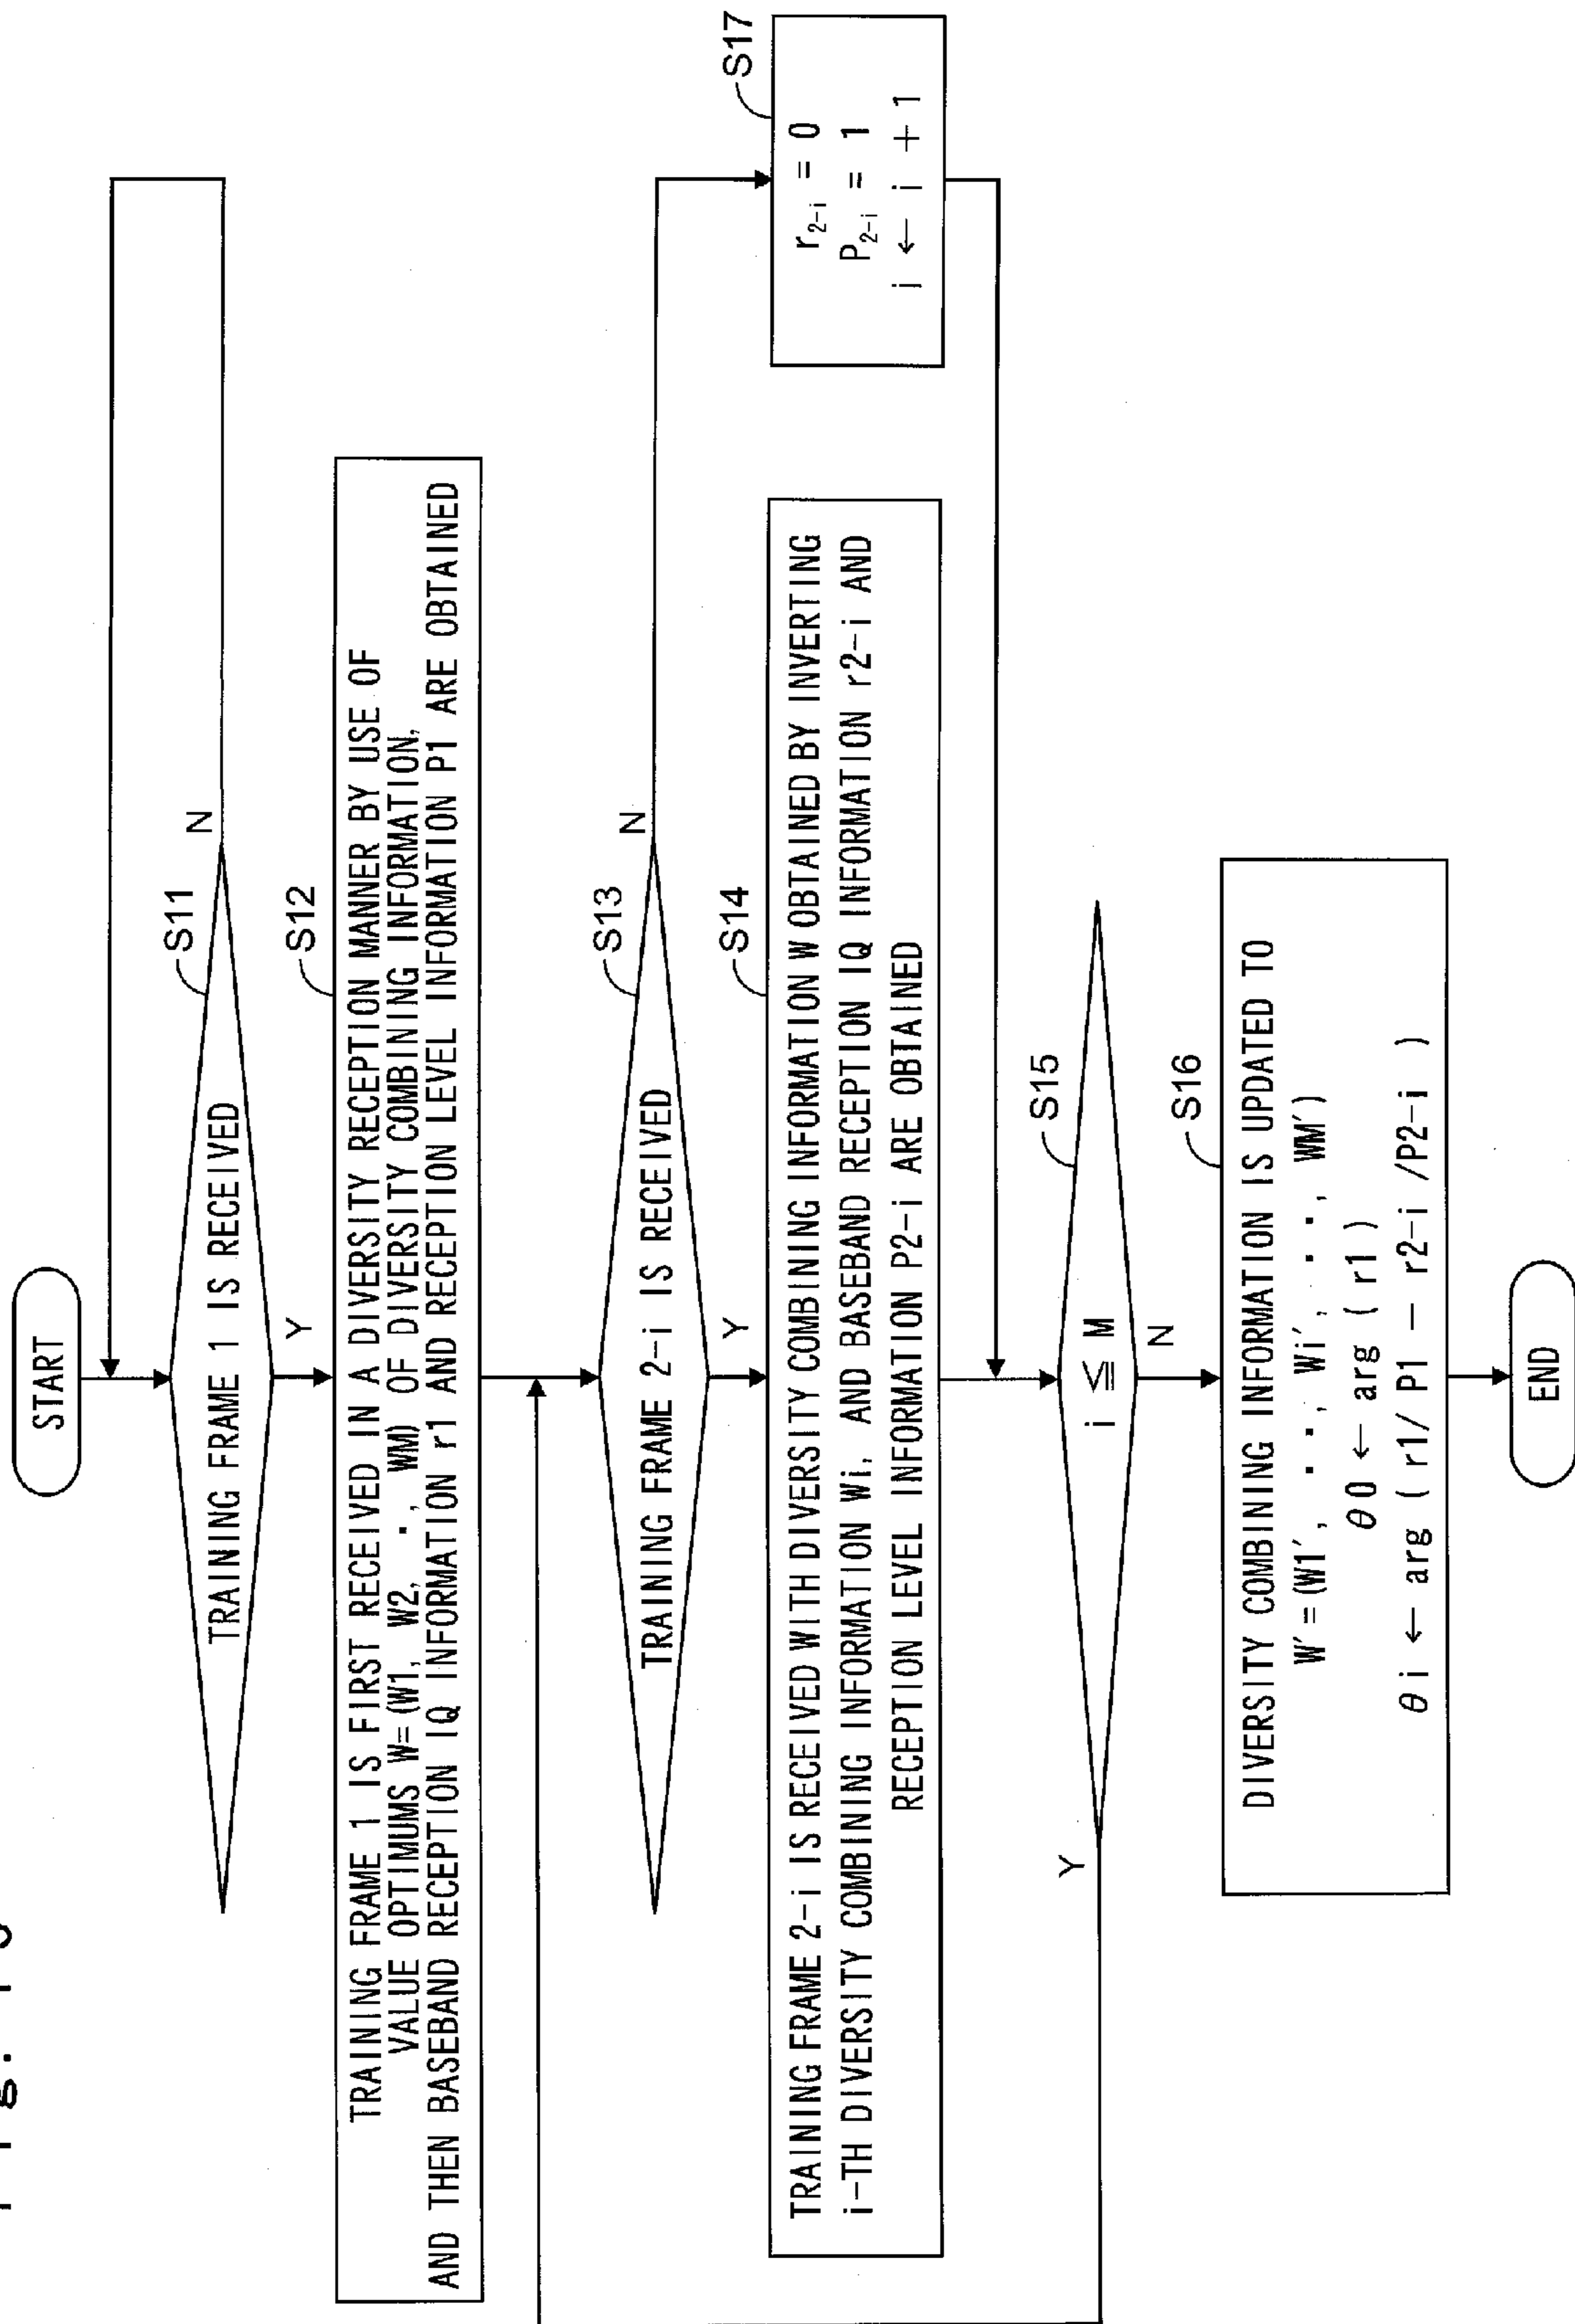 START
TRAINING FRAME 1 IS RECEIVED
S11
N
Y
S12
TRAINING FRAME 1 IS FIRST RECEIVED IN A DIVERSITY RECEPTION MANNER BY USE OF
VALUE OPTIMUMS W=(W1, W2, ・, WM) OF DIVERSITY COMBINING INFORMATION,
AND THEN BASEBAND RECEPTION IQ INFORMATION r1 AND RECEPTION LEVEL INFORMATION P1 ARE OBTAINED
TRAINING FRAME 2-i IS RECEIVED
S13
N
Y
S14
TRAINING FRAME 2-i IS RECEIVED WITH DIVERSITY COMBINING INFORMATION W OBTAINED BY INVERTING
i-TH DIVERSITY COMBINING INFORMATION Wi, AND BASEBAND RECEPTION IQ INFORMATION r2-i AND
RECEPTION LEVEL INFORMATION P2-i ARE OBTAINED
S17
r2-i = 0
P2-i = 1
i ← i + 1
S15
i ≦ M
Y
N
S16
DIVERSITY COMBINING INFORMATION IS UPDATED TO
W′=(W1′, ・・, Wi′, ・・, WM′)
θ0 ← arg ( r1 )
θi ← arg ( r1/ P1 − r2-i /P2-i )
END